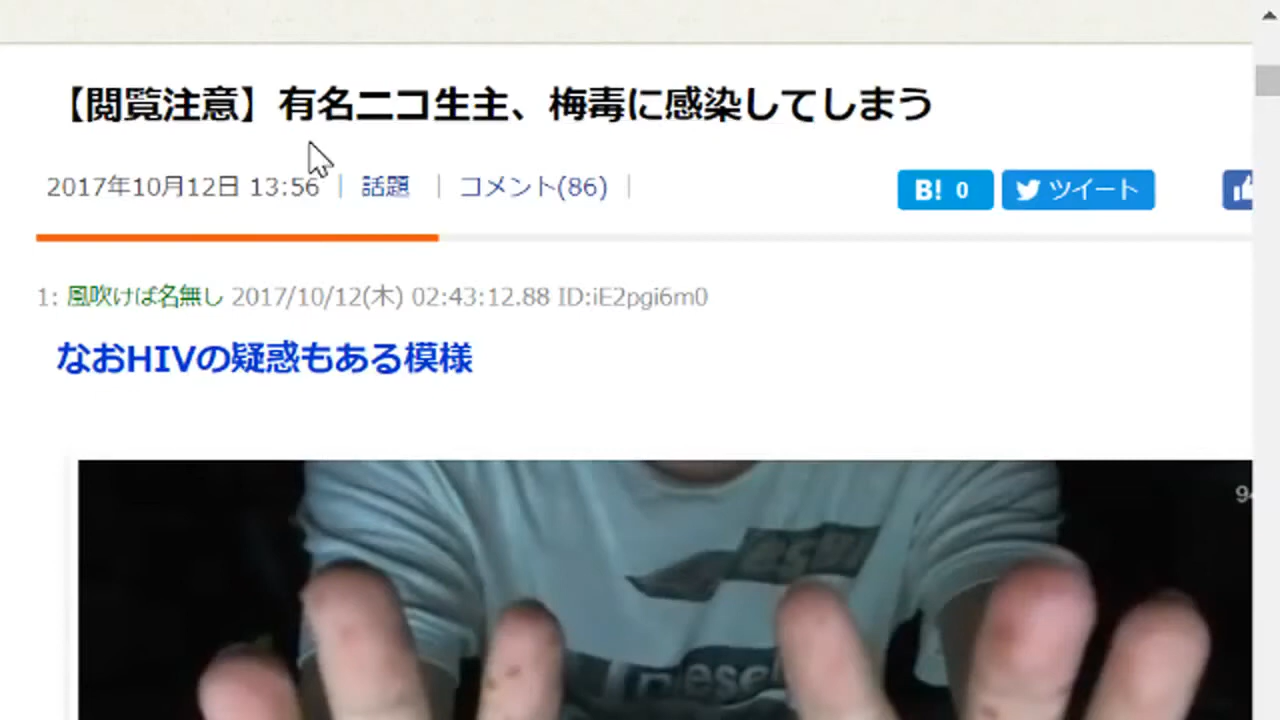 【閲覧注意】有名ニコ生主、梅毒に感染してしまう
2017年10月12日 13:56 | 話題 | コメント(86) |
B! 0 ツイート
1: 風吹けば名無し 2017/10/12(木) 02:43:12.88 ID:iE2pgi6m0
なおHIVの疑惑もある模様